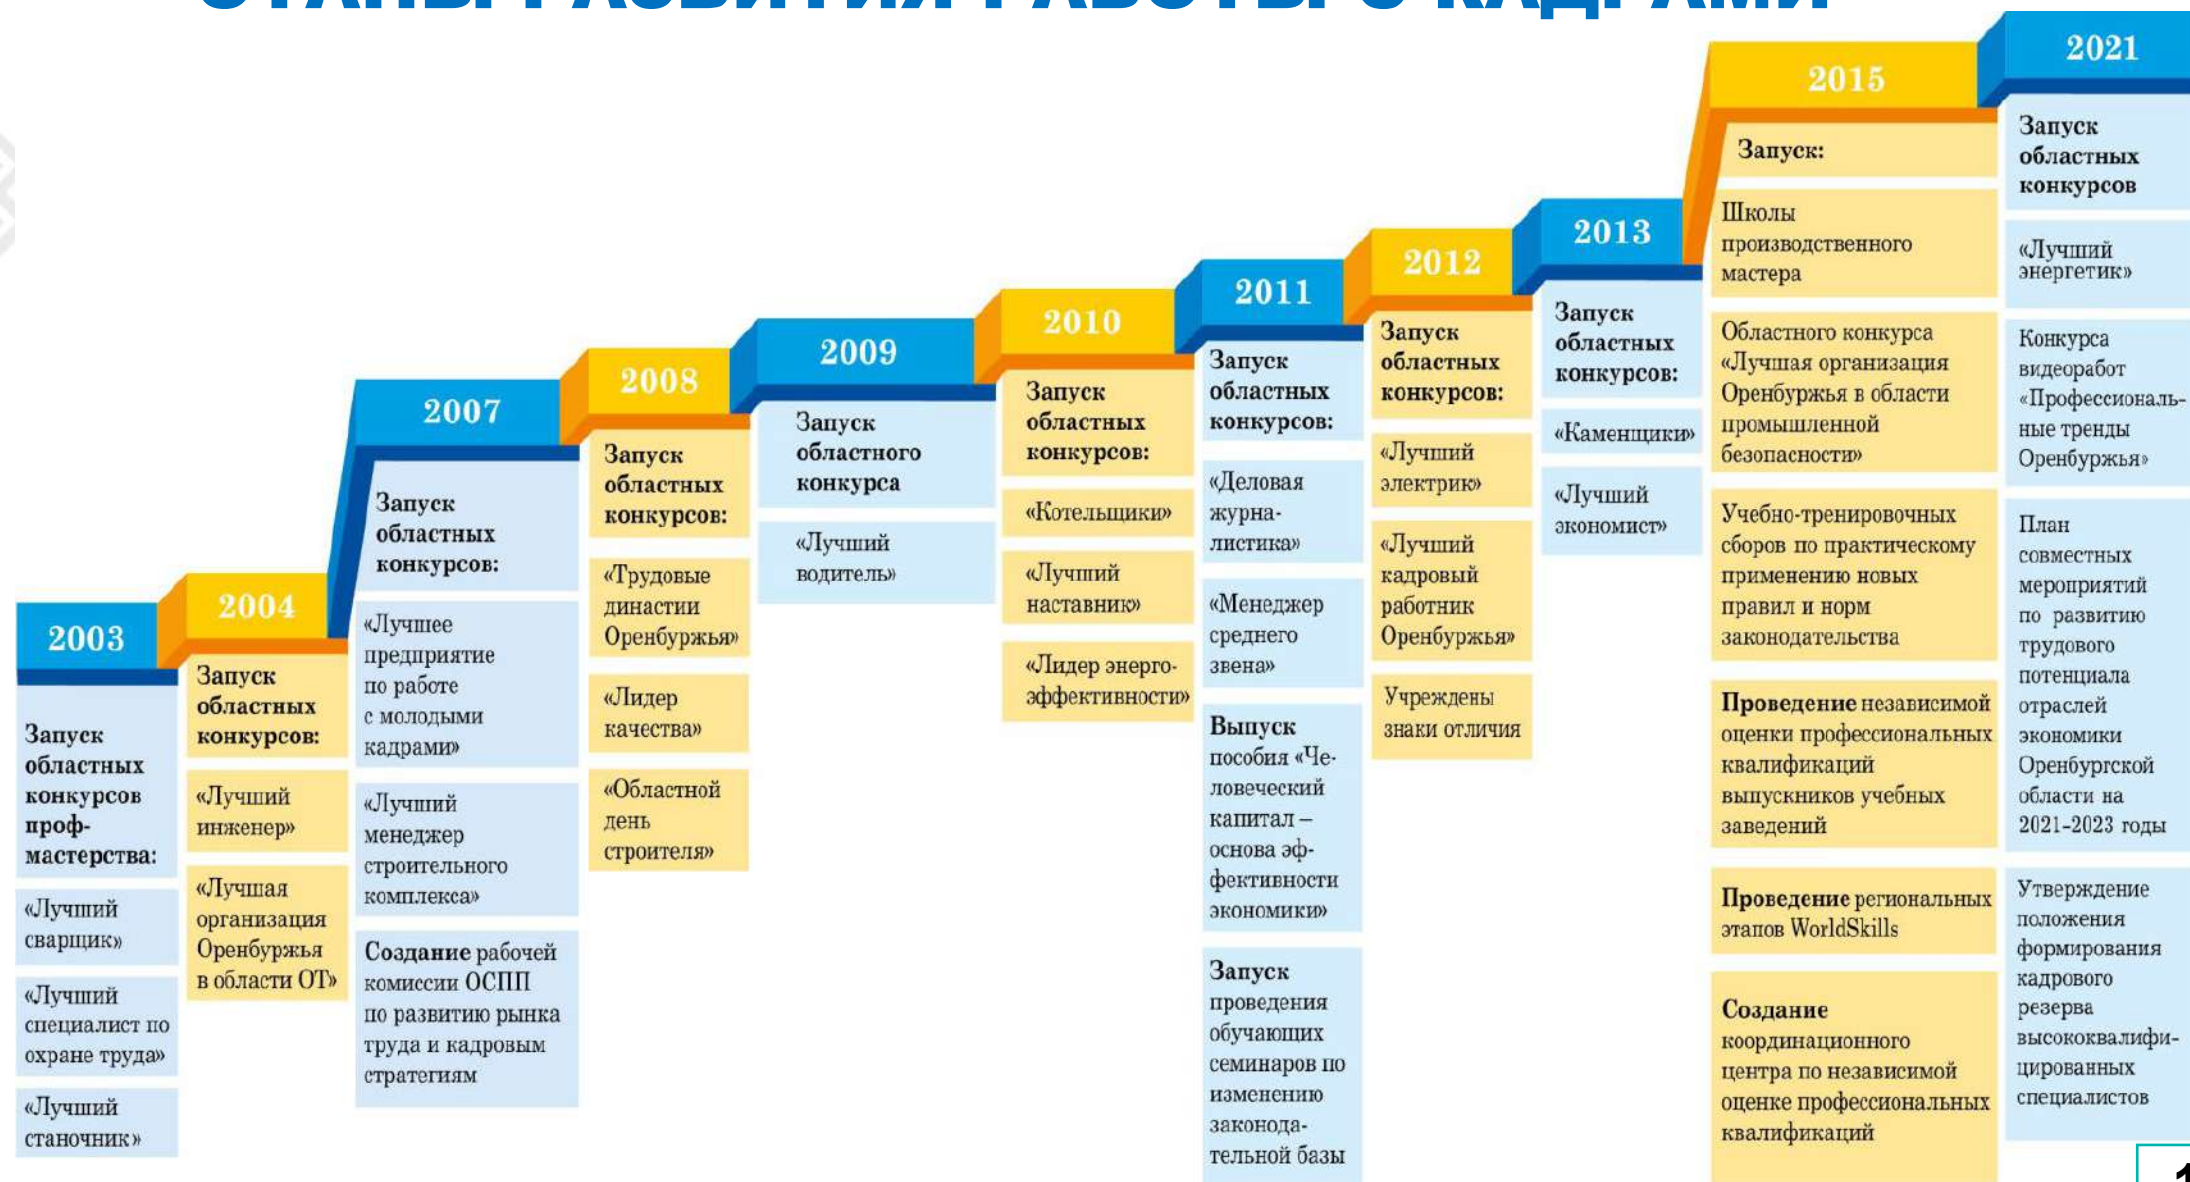 ЭТАПЫ РАЗВИТИЯ РАБОТЫ С КАДРАМИ
2003
Запуск
областных
конкурсов
проф-
мастерства:
«Лучший
сварщик»
«Лучший
специалист по
охране труда»
«Лучший
станочник»
2004
Запуск
областных
конкурсов:
«Лучший
инженер»
«Лучшая
организация
Оренбуржья
в области ОТ»
2007
Запуск
областных
конкурсов:
«Лучшее
предприятие
по работе
с молодыми
кадрами»
«Лучший
менеджер
строительного
комплекса»
Создание рабочей
комиссии ОСПП
по развитию рынка
труда и кадровым
стратегиям
2008
Запуск
областных
конкурсов:
«Трудовые
династии
Оренбуржья»
«Лидер
качества»
«Областной
день
строителя»
2009
Запуск
областного
конкурса
«Лучший
водитель»
2010
Запуск
областных
конкурсов:
«Котельщики»
«Лучший
наставник»
«Лидер энерго-
эффективности»
2011
Запуск
областных
конкурсов:
«Деловая
журна-
листика»
«Менеджер
среднего
звена»
Выпуск
пособия «Че-
ловеческий
капитал –
основа эф-
фективности
экономики»
Запуск
проведения
обучающих
семинаров по
изменению
законода-
тельной базы
2012
Запуск
областных
конкурсов:
«Лучший
электрик»
«Лучший
кадровый
работник
Оренбуржья»
Учреждены
знаки отличия
2013
Запуск
областных
конкурсов:
«Каменщики»
«Лучший
экономист»
2015
Запуск:
Школы
производственного
мастера
Областного конкурса
«Лучшая организация
Оренбуржья в области
промышленной
безопасности»
Учебно-тренировочных
сборов по практическому
применению новых
правил и норм
законодательства
Проведение независимой
оценки профессиональных
квалификаций
выпускников учебных
заведений
Проведение региональных
этапов WorldSkills
Создание
координационного
центра по независимой
оценке профессиональных
квалификаций
2021
Запуск
областных
конкурсов
«Лучший
энергетик»
Конкурса
видеоработ
«Профессиональ-
ные тренды
Оренбуржья»
План
совместных
мероприятий
по развитию
трудового
потенциала
отраслей
экономики
Оренбургской
области на
2021–2023 годы
Утверждение
положения
формирования
кадрового
резерва
высококвалифи-
цированных
специалистов